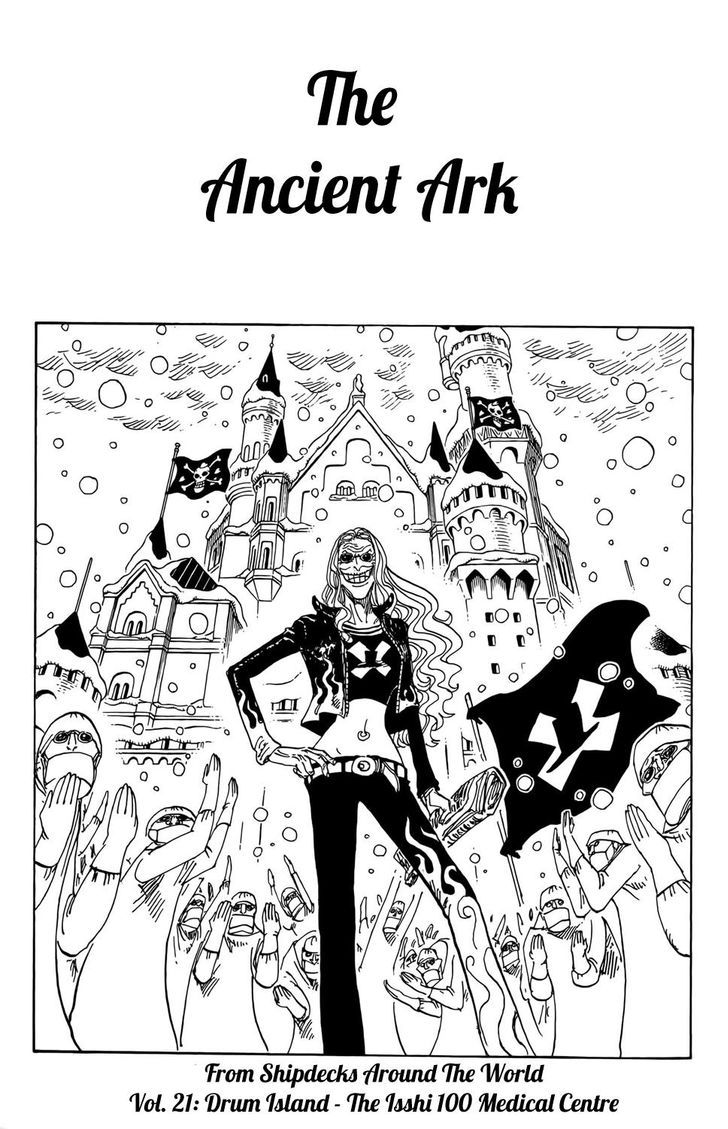 The
Ancient Ark
From Shipdecks Around The World
Vol. 21: Drum Island - The Isshi 100 Medical Centre